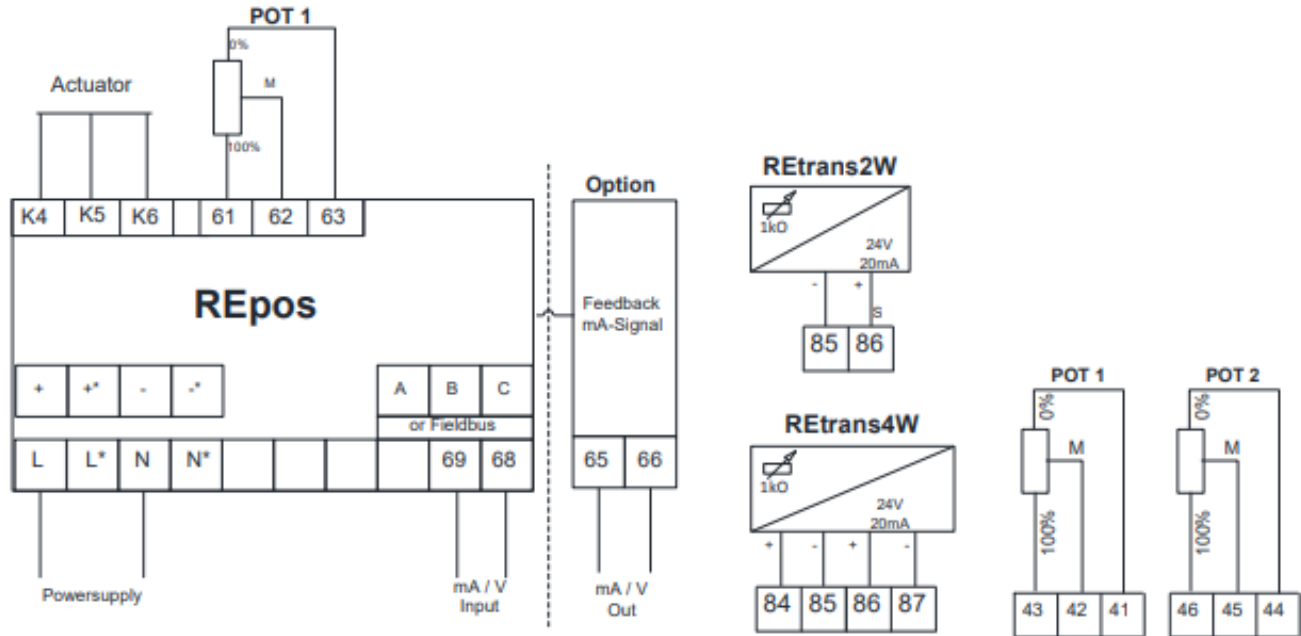 POT 1
0%
M
100%
Actuator
K4 K5 K6 61 62 63
REpos
+ +* - -*
A B C
or Fieldbus
L L* N N* 69 68
Powersupply
mA / V
Input
Option
Feedback
mA-Signal
65 66
mA / V
Out
REtrans2W
1kO
24V
20mA
- +
S
85 86
REtrans4W
1kO
24V
20mA
+ - + -
84 85 86 87
POT 1
0%
M
100%
43 42 41
POT 2
0%
M
100%
46 45 44